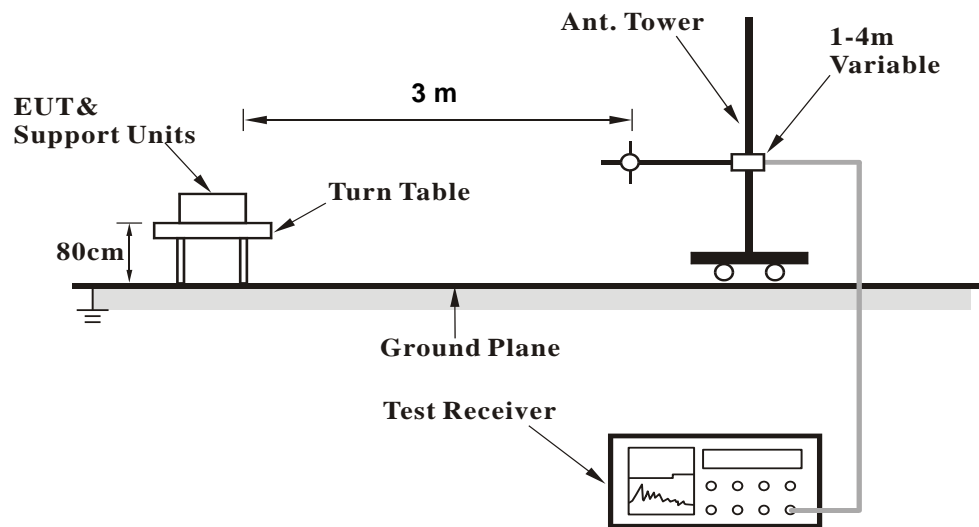 Ant. Tower
1-4m
Variable
3 m
EUT&
Support Units
Turn Table
80cm
Ground Plane
Test Receiver